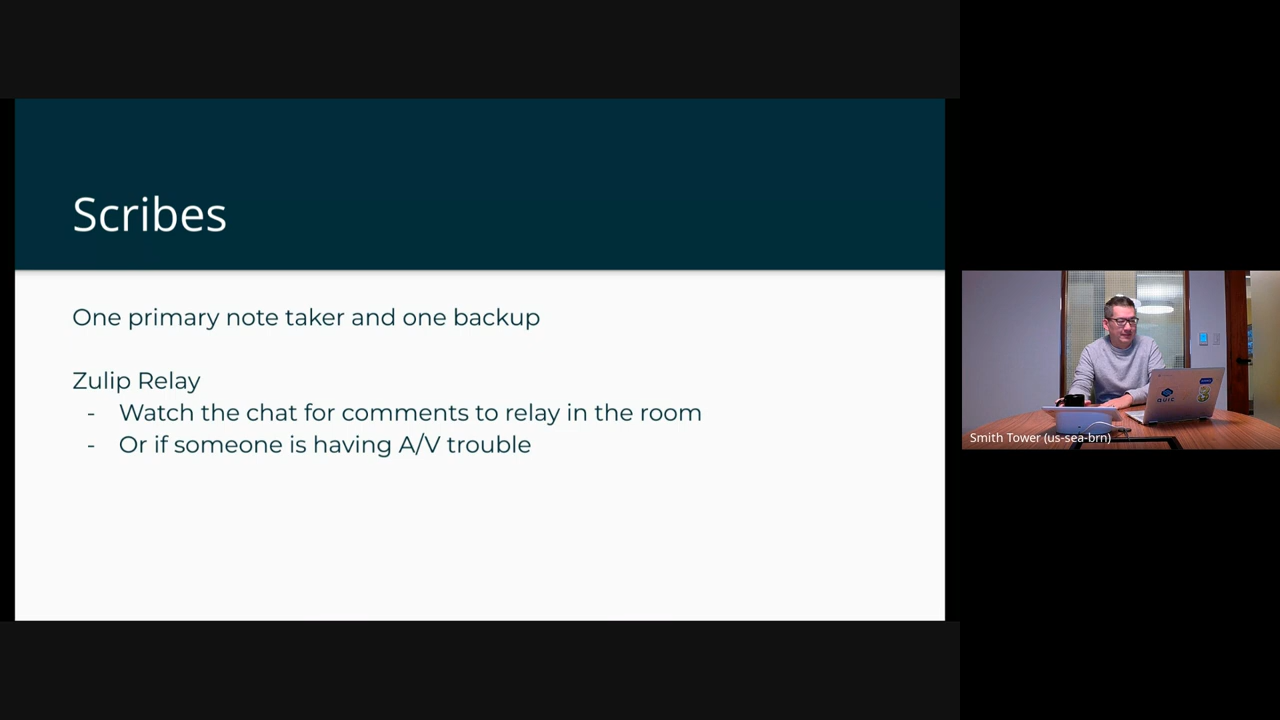 Scribes
One primary note taker and one backup
Zulip Relay
- Watch the chat for comments to relay in the room
- Or if someone is having A/V trouble
Smith Tower (us-sea-brn)
QUIC